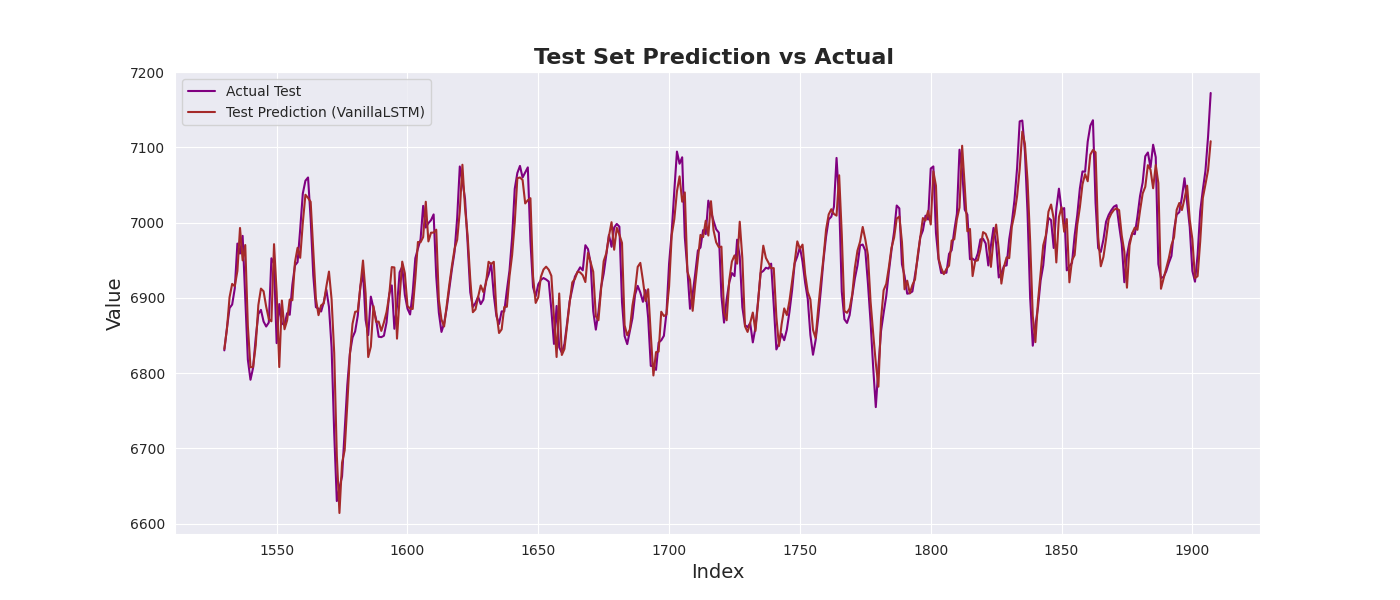 Test Set Prediction vs Actual
Actual Test
Test Prediction (VanillaLSTM)
7200
7100
7000
6900
6800
6700
6600
Value
1550 1600 1650 1700 1750 1800 1850 1900
Index